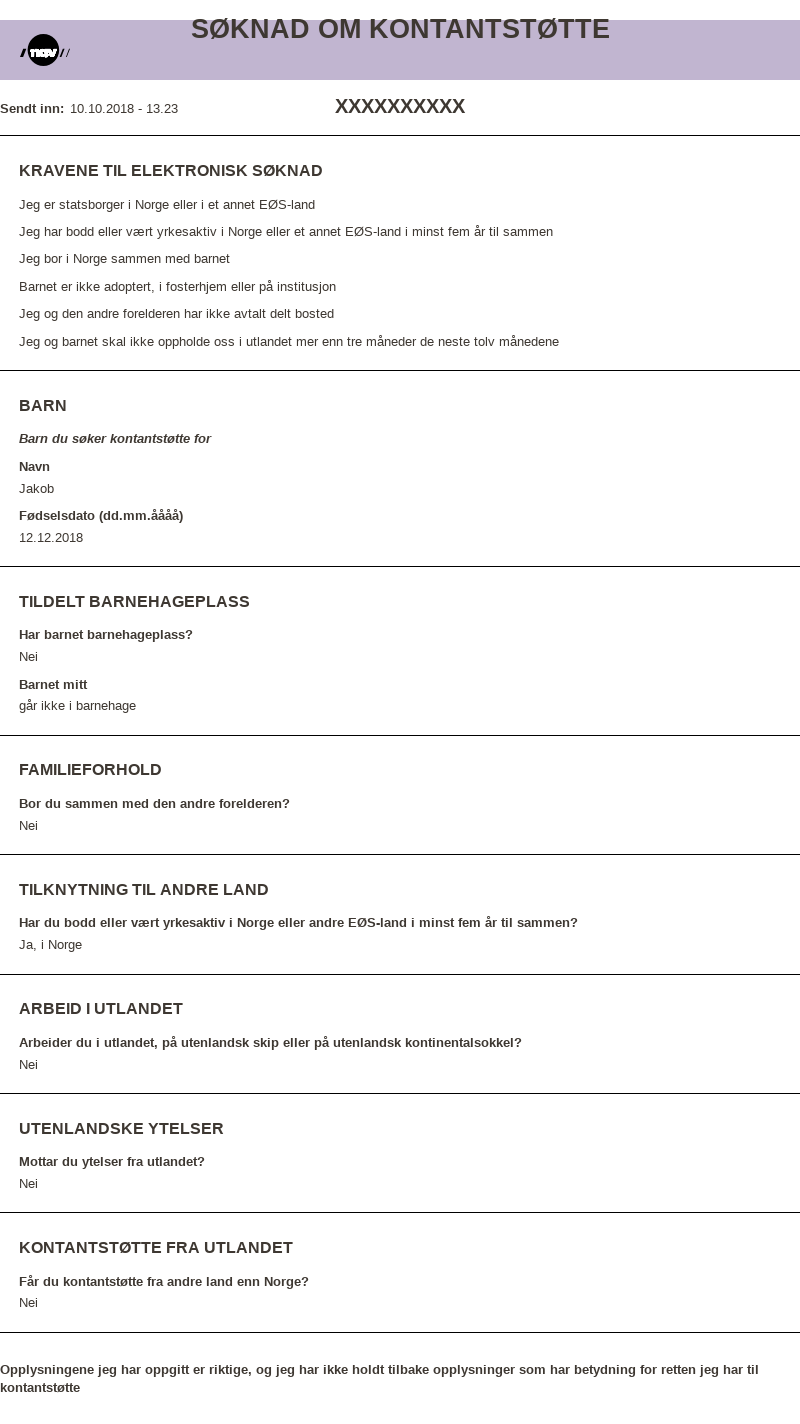 SØKNAD OM KONTANTSTØTTE
nav
Sendt inn: 10.10.2018 - 13.23
XXXXXXXXXX
KRAVENE TIL ELEKTRONISK SØKNAD
Jeg er statsborger i Norge eller i et annet EØS-land
Jeg har bodd eller vært yrkesaktiv i Norge eller et annet EØS-land i minst fem år til sammen
Jeg bor i Norge sammen med barnet
Barnet er ikke adoptert, i fosterhjem eller på institusjon
Jeg og den andre forelderen har ikke avtalt delt bosted
Jeg og barnet skal ikke oppholde oss i utlandet mer enn tre måneder de neste tolv månedene
BARN
Barn du søker kontantstøtte for
Navn
Jakob
Fødselsdato (dd.mm.åååå)
12.12.2018
TILDELT BARNEHAGEPLASS
Har barnet barnehageplass?
Nei
Barnet mitt
går ikke i barnehage
FAMILIEFORHOLD
Bor du sammen med den andre forelderen?
Nei
TILKNYTNING TIL ANDRE LAND
Har du bodd eller vært yrkesaktiv i Norge eller andre EØS-land i minst fem år til sammen?
Ja, i Norge
ARBEID I UTLANDET
Arbeider du i utlandet, på utenlandsk skip eller på utenlandsk kontinentalsokkel?
Nei
UTENLANDSKE YTELSER
Mottar du ytelser fra utlandet?
Nei
KONTANTSTØTTE FRA UTLANDET
Får du kontantstøtte fra andre land enn Norge?
Nei
Opplysningene jeg har oppgitt er riktige, og jeg har ikke holdt tilbake opplysninger som har betydning for retten jeg har til
kontantstøtte